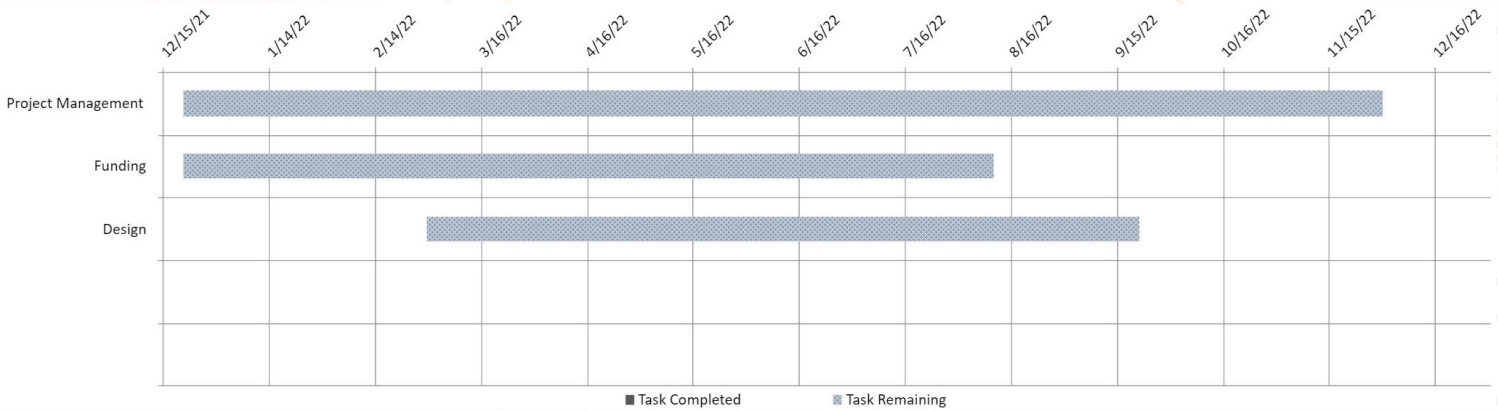 12/15/21 1/14/22 2/14/22 3/16/22 4/16/22 5/16/22 6/16/22 7/16/22 8/16/22 9/15/22 10/16/22 11/15/22 12/16/22
Project Management
Funding
Design
Task Completed Task Remaining